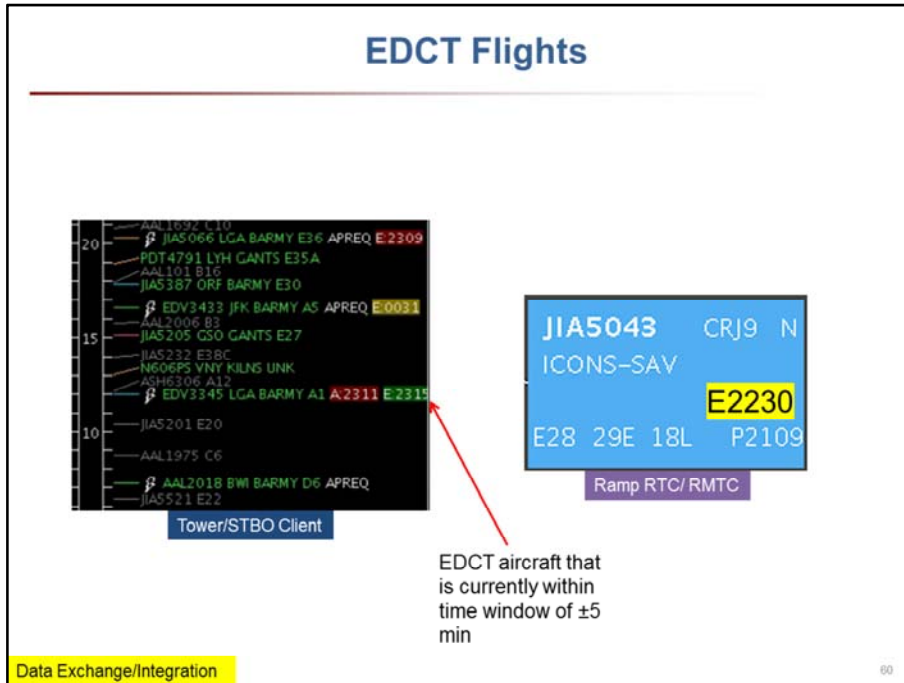 EDCT Flights
AAL1692 C10
20
JIA5066 LGA BARMY E36 APREQ E:2309
PDT4791 LYH GANTS E35A
AAL101 B16
JIA5387 ORF BARMY E30
EDV3433 JFK BARMY A5 APREQ E:0031
AAL2006 B3
15
JIA5205 GSO GANTS E27
JIA5232 E38C
N606PS VNY KILNS UNK
ASH6306 A12
EDV3345 LGA BARMY A1 A:2311 E:2315
10
JIA5201 E20
AAL1975 C6
AAL2018 BWI BARMY D6 APREQ
JIA5521 E22
Tower/STBO Client
JIA5043 CRJ9 N
ICONS-SAV
E2230
E28 29E 18L P2109
Ramp RTC/ RMTC
EDCT aircraft that
is currently within
time window of ±5
min
Data Exchange/Integration
60